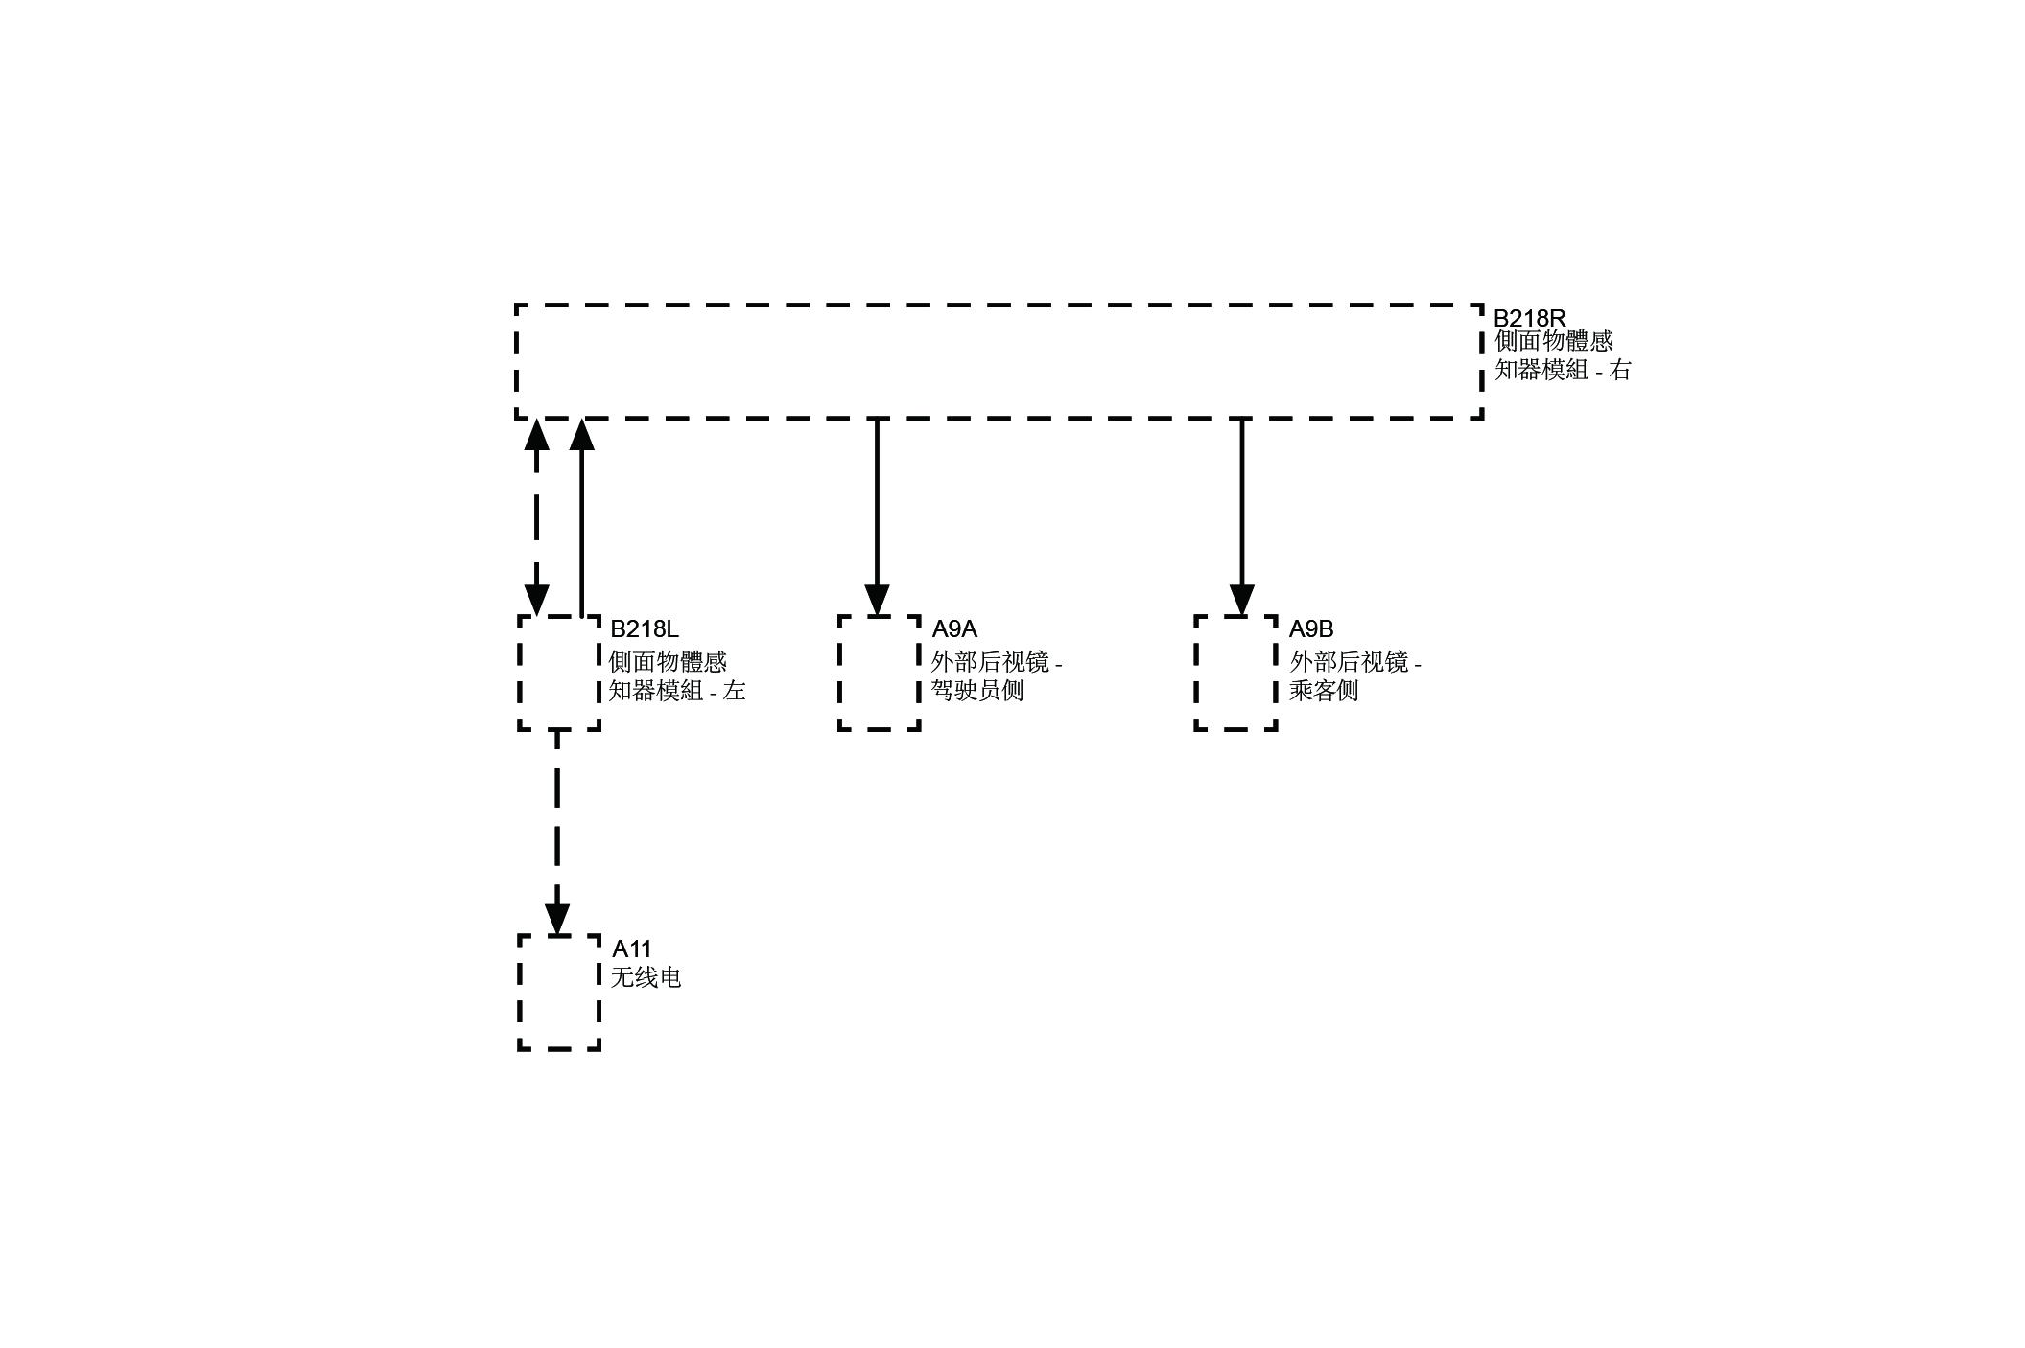 B218R
側面物體感
知器模組 - 右
B218L
側面物體感
知器模組 - 左
A9A
外部后视镜 -
驾驶员侧
A9B
外部后视镜 -
乘客侧
A11
无线电